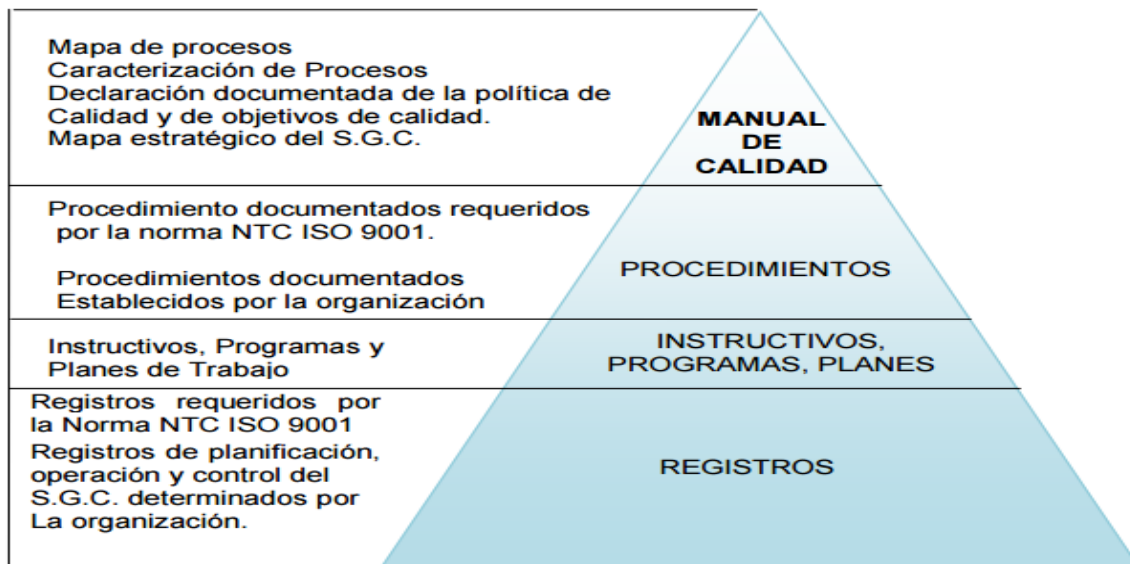 Mapa de procesos
Caracterización de Procesos
Declaración documentada de la política de
Calidad y de objetivos de calidad.
Mapa estratégico del S.G.C.
MANUAL
DE
CALIDAD
Procedimiento documentados requeridos
por la norma NTC ISO 9001.
Procedimientos documentados
Establecidos por la organización
PROCEDIMIENTOS
Instructivos, Programas y
Planes de Trabajo
INSTRUCTIVOS,
PROGRAMAS, PLANES
Registros requeridos por
la Norma NTC ISO 9001
Registros de planificación,
operación y control del
S.G.C. determinados por
La organización.
REGISTROS